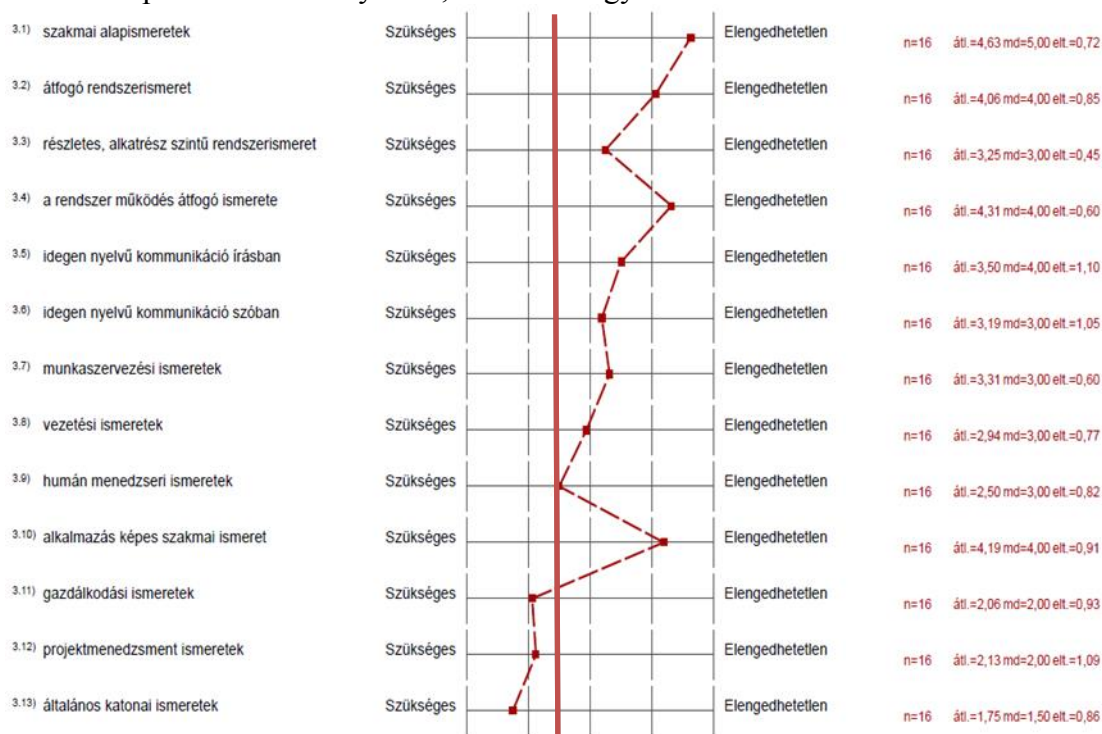 3.1) szakmai alapismeretek Szükséges Elengedhetetlen n=16 átl.=4,63 md=5,00 elt.=0,72
3.2) átfogó rendszerismeret Szükséges Elengedhetetlen n=16 átl.=4,06 md=4,00 elt.=0,85
3.3) részletes, alkatrész szintű rendszerismeret Szükséges Elengedhetetlen n=16 átl.=3,25 md=3,00 elt.=0,45
3.4) a rendszer működés átfogó ismerete Szükséges Elengedhetetlen n=16 átl.=4,31 md=4,00 elt.=0,60
3.5) idegen nyelvű kommunikáció írásban Szükséges Elengedhetetlen n=16 átl.=3,50 md=4,00 elt.=1,10
3.6) idegen nyelvű kommunikáció szóban Szükséges Elengedhetetlen n=16 átl.=3,19 md=3,00 elt.=1,05
3.7) munkaszervezési ismeretek Szükséges Elengedhetetlen n=16 átl.=3,31 md=3,00 elt.=0,60
3.8) vezetési ismeretek Szükséges Elengedhetetlen n=16 átl.=2,94 md=3,00 elt.=0,77
3.9) humán menedzseri ismeretek Szükséges Elengedhetetlen n=16 átl.=2,50 md=3,00 elt.=0,82
3.10) alkalmazás képes szakmai ismeret Szükséges Elengedhetetlen n=16 átl.=4,19 md=4,00 elt.=0,91
3.11) gazdálkodási ismeretek Szükséges Elengedhetetlen n=16 átl.=2,06 md=2,00 elt.=0,93
3.12) projektmenedzsment ismeretek Szükséges Elengedhetetlen n=16 átl.=2,13 md=2,00 elt.=1,09
3.13) általános katonai ismeretek Szükséges Elengedhetetlen n=16 átl.=1,75 md=1,50 elt.=0,86